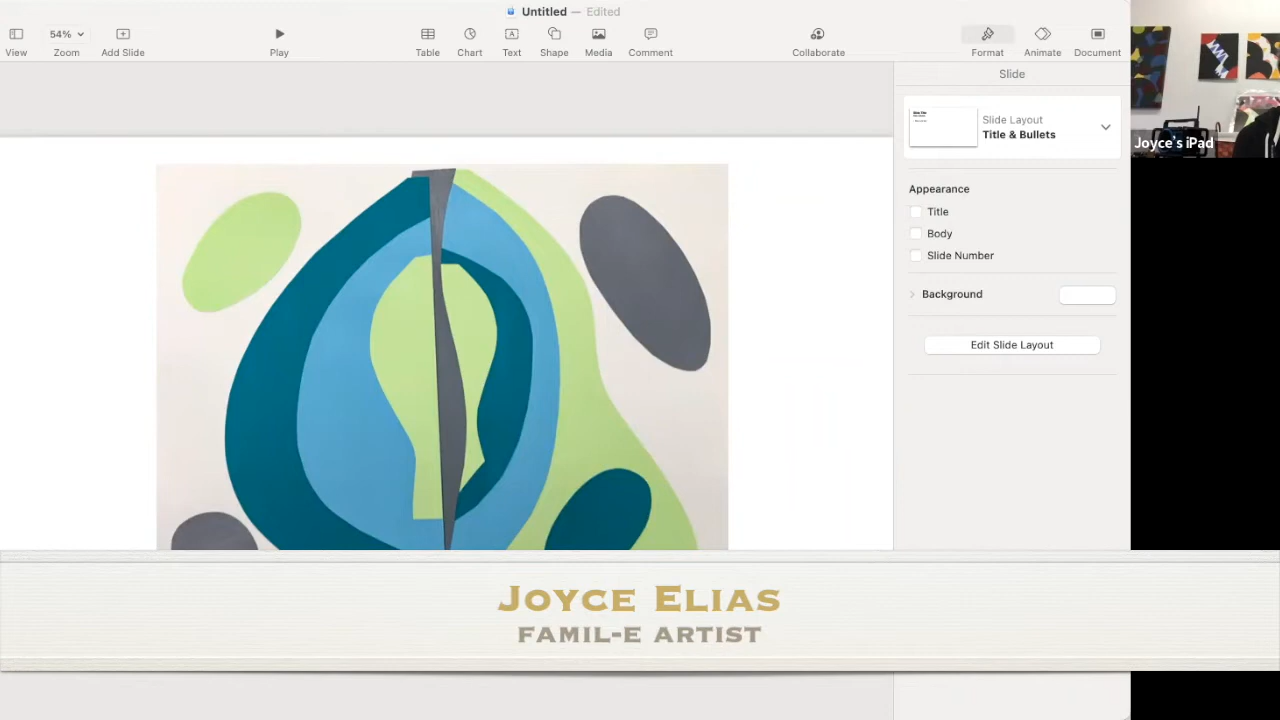 Untitled — Edited
54%
View
Zoom
Add Slide
Play
Table
Chart
Text
Shape
Media
Comment
Collaborate
Format
Animate
Document
Slide
Slide Layout
Title & Bullets
Appearance
Title
Body
Slide Number
Background
Edit Slide Layout
Joyce's iPad
Joyce Elias
FAMIL-E ARTIST